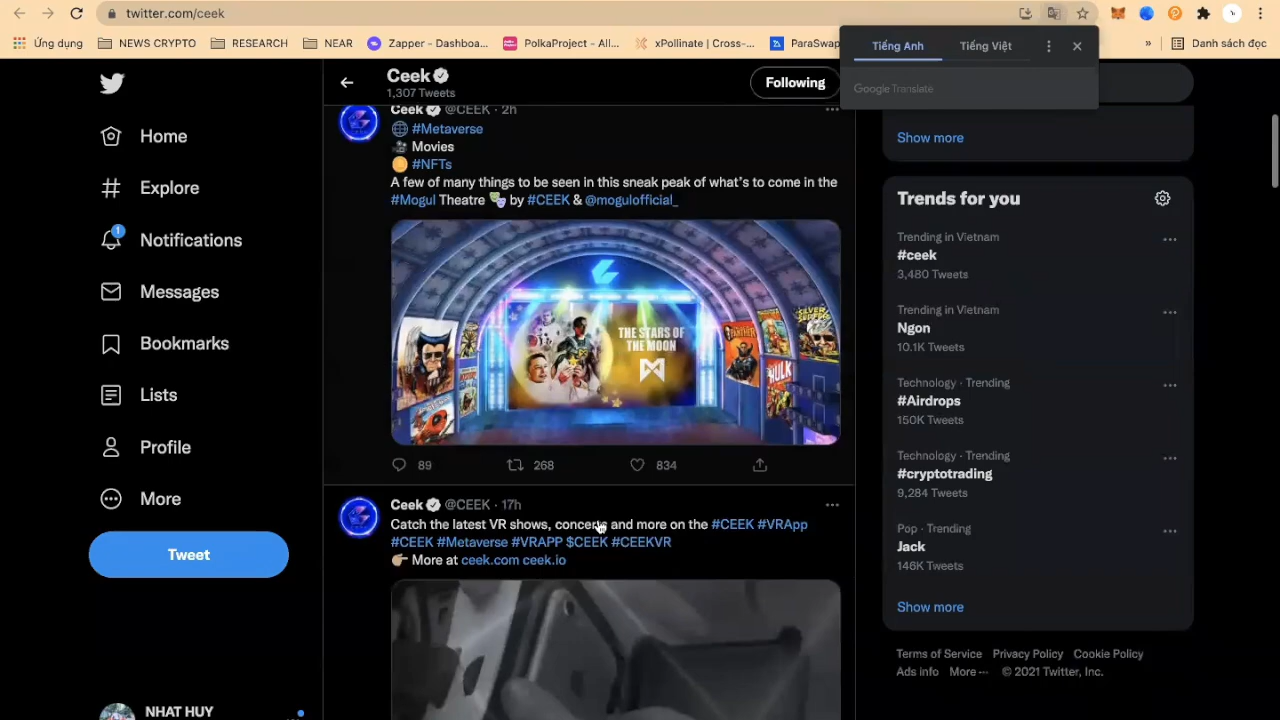 twitter.com/ceek
Ứng dụng
NEWS CRYPTO
RESEARCH
NEAR
Zapper - Dashboa...
PolkaProject - All...
xPollinate | Cross-...
ParaSwap
»
Danh sách đọc
Tiếng Anh
Tiếng Việt
Google Translate
Home
Explore
Notifications
1
Messages
Bookmarks
Lists
Profile
More
Tweet
NHAT HUY
Ceek
1,307 Tweets
Following
Ceek @CEEK · 2h
#Metaverse
Movies
#NFTs
A few of many things to be seen in this sneak peak of what's to come in the
#Mogul Theatre by #CEEK & @mogulofficial_
THE STARS OF
THE MOON
SILVER
SURFER
PANTHER
HULK
89
268
834
Ceek @CEEK · 17h
Catch the latest VR shows, concerts and more on the #CEEK #VRApp
#CEEK #Metaverse #VRAPP $CEEK #CEEKVR
More at ceek.com ceek.io
Show more
Trends for you
Trending in Vietnam
#ceek
3,480 Tweets
Trending in Vietnam
Ngon
10.1K Tweets
Technology · Trending
#Airdrops
150K Tweets
Technology · Trending
#cryptotrading
9,284 Tweets
Pop · Trending
Jack
146K Tweets
Show more
Terms of Service Privacy Policy Cookie Policy
Ads info More ··· © 2021 Twitter, Inc.